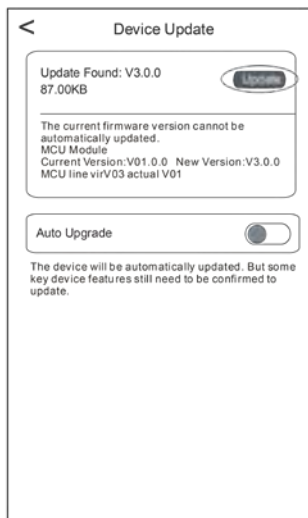 <
Device Update
Update Found: V3.0.0
Update
87.00KB
The current firmware version cannot be
automatically updated.
MCU Module
Current Version:V01.0.0 New Version:V3.0.0
MCU line virV03 actual V01
Auto Upgrade
The device will be automatically updated. But some
key device features still need to be confirmed to
update.